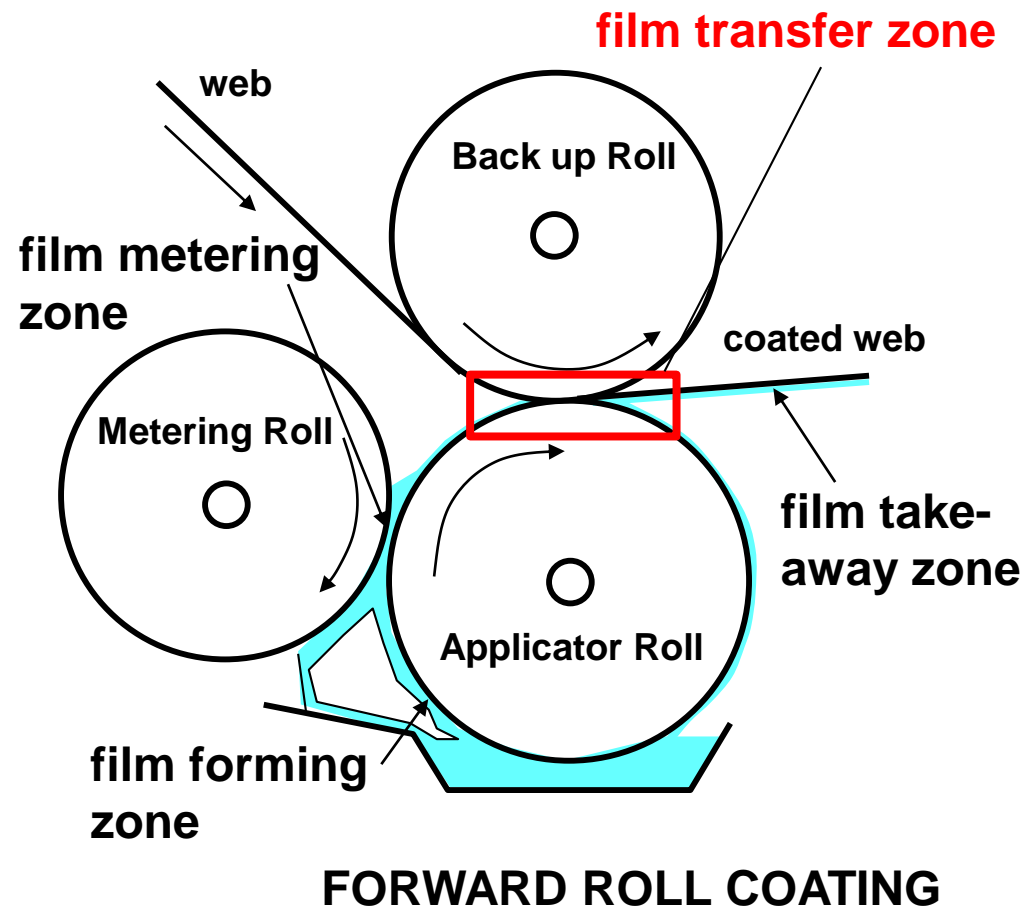 film transfer zone
web
Back up Roll
film metering
zone
coated web
Metering Roll
film take-
away zone
Applicator Roll
film forming
zone
FORWARD ROLL COATING